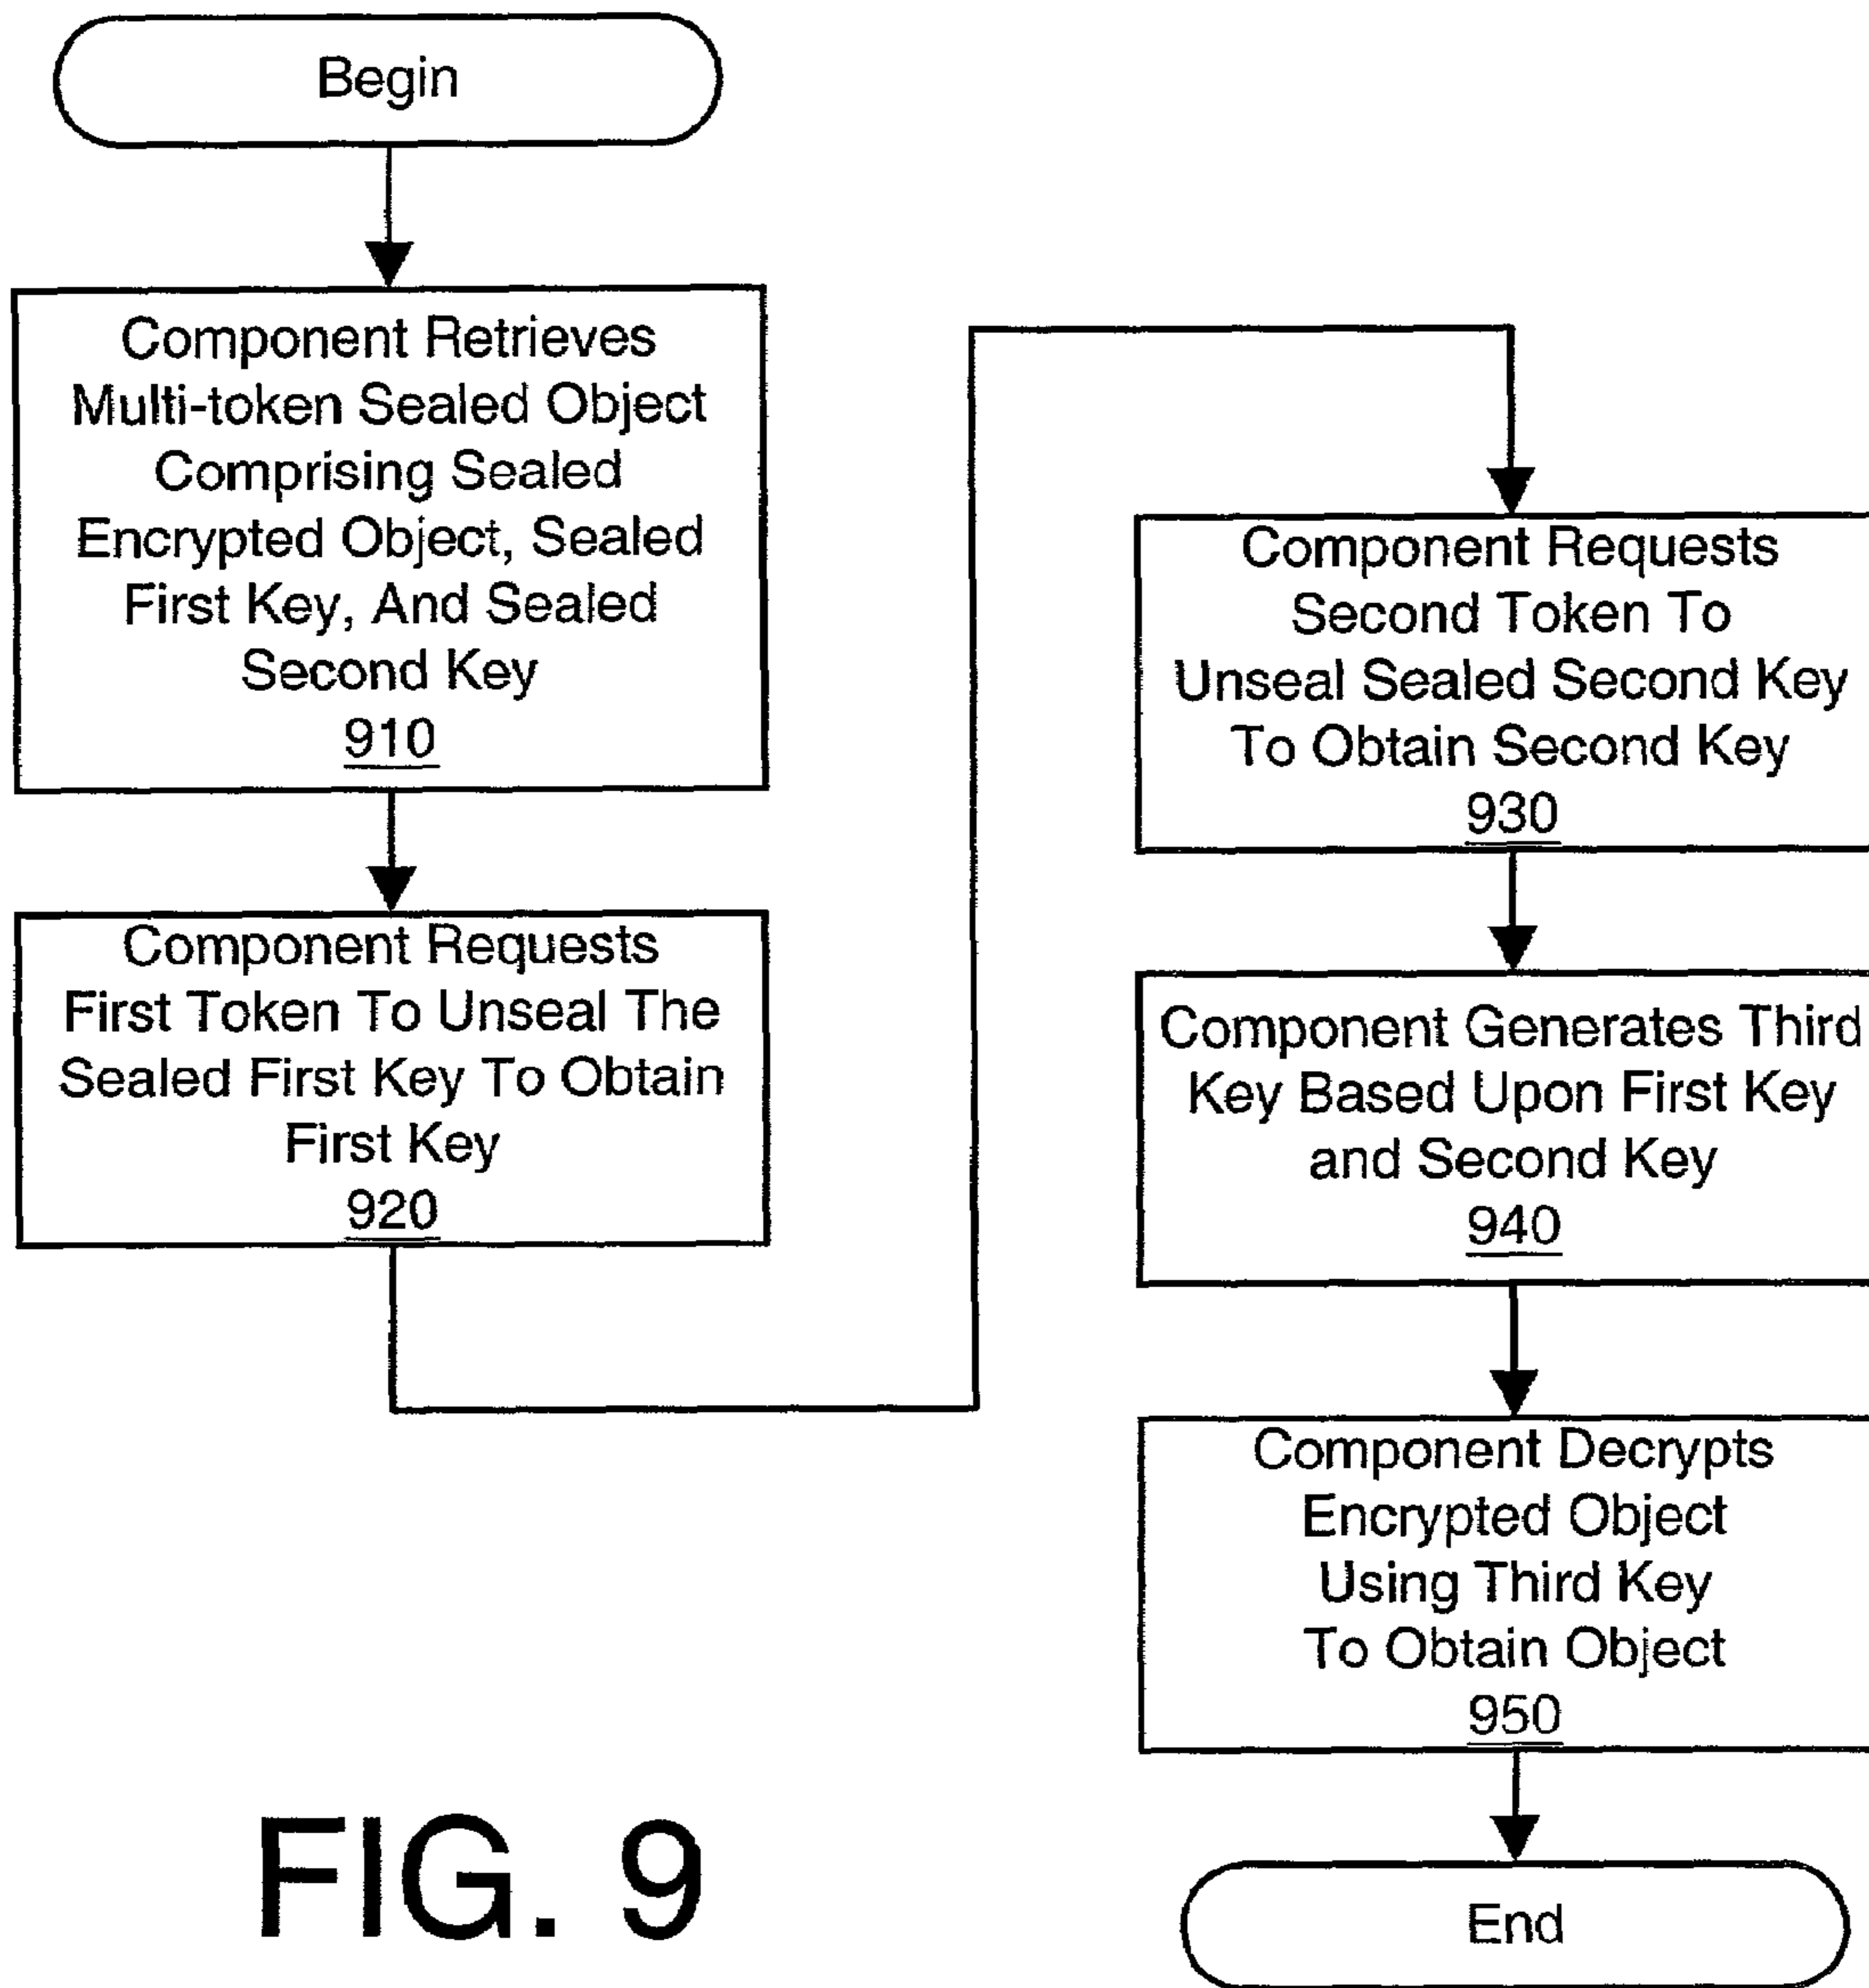 Begin
Component Retrieves
Multi-token Sealed Object
Comprising Sealed
Encrypted Object, Sealed
First Key, And Sealed
Second Key
910
Component Requests
First Token To Unseal The
Sealed First Key To Obtain
First Key
920
Component Requests
Second Token To
Unseal Sealed Second Key
To Obtain Second Key
930
Component Generates Third
Key Based Upon First Key
and Second Key
940
Component Decrypts
Encrypted Object
Using Third Key
To Obtain Object
950
End
FIG. 9